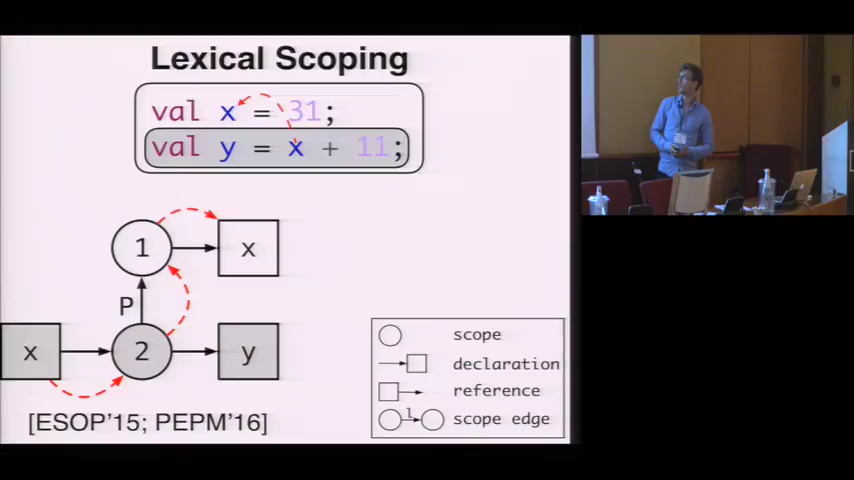 Lexical Scoping
val x = 31;
val y = x + 11;
1
x
P
x
2
y
[ESOP'15; PEPM'16]
scope
declaration
reference
l
scope edge